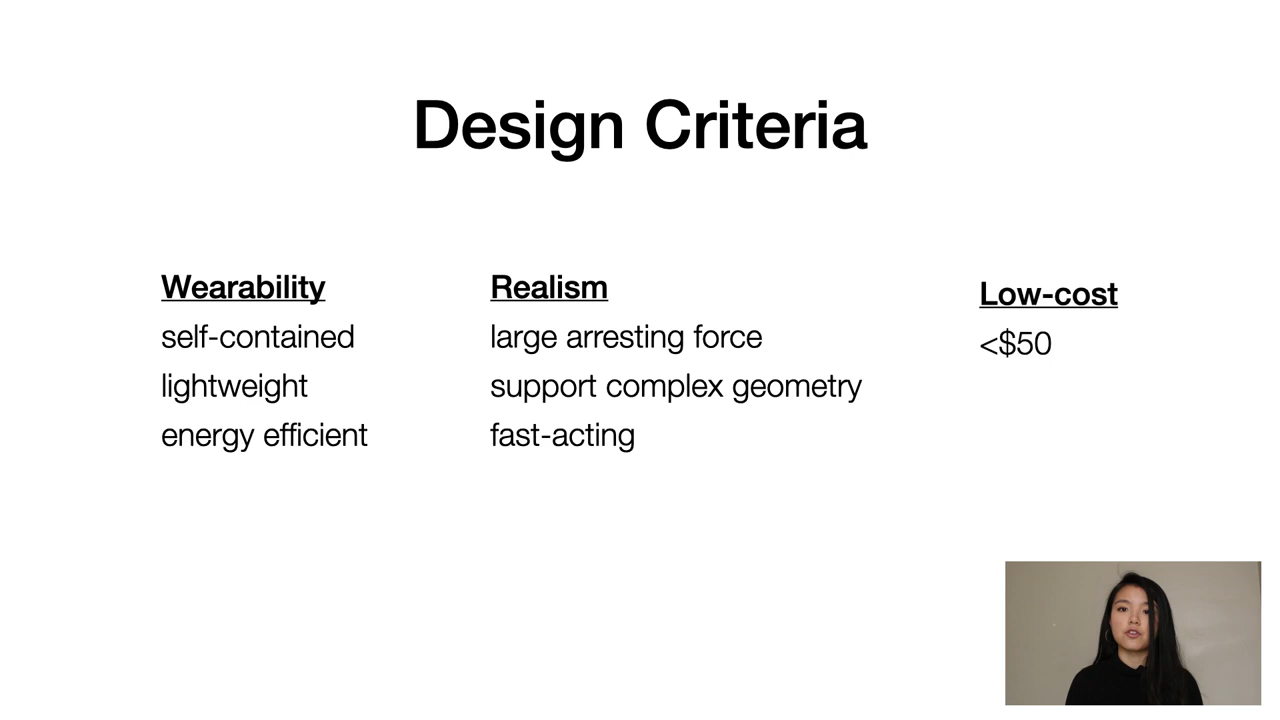 Design Criteria
Wearability
self-contained
lightweight
energy efficient
Realism
large arresting force
support complex geometry
fast-acting
Low-cost
<$50